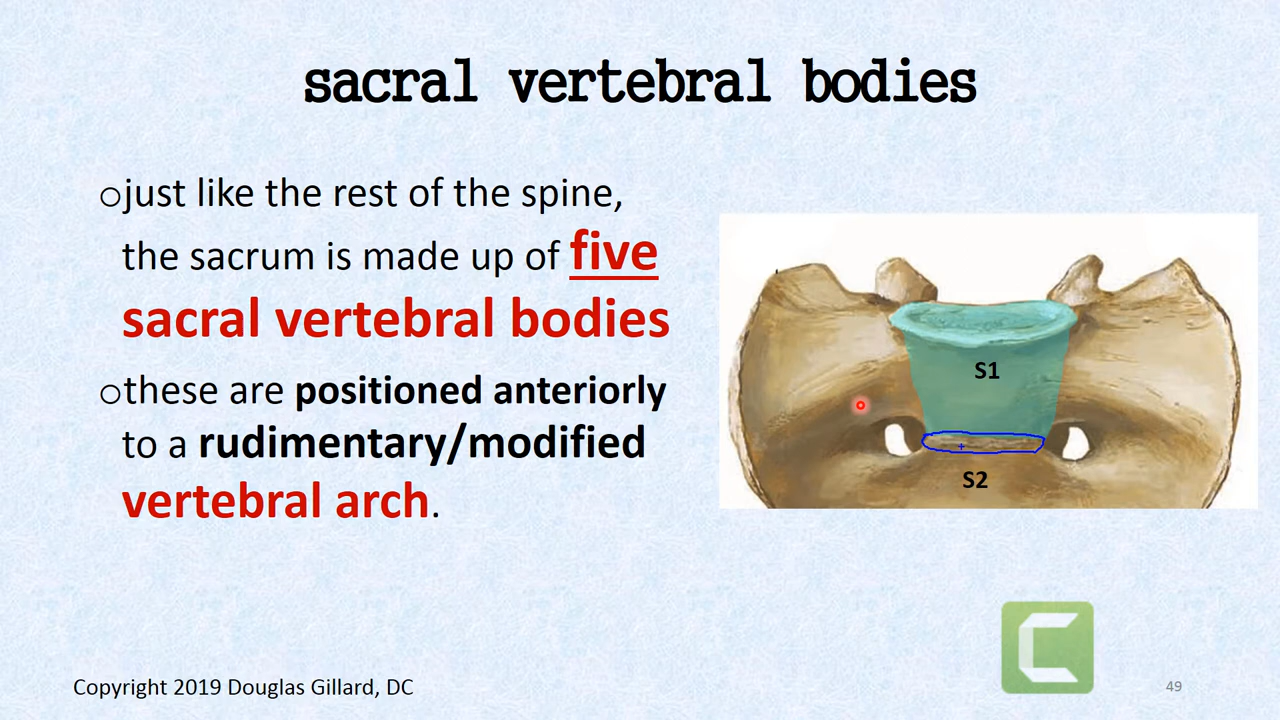 sacral vertebral bodies
○just like the rest of the spine,
the sacrum is made up of five
sacral vertebral bodies
○these are positioned anteriorly
to a rudimentary/modified
vertebral arch.
S1
S2
Copyright 2019 Douglas Gillard, DC
49